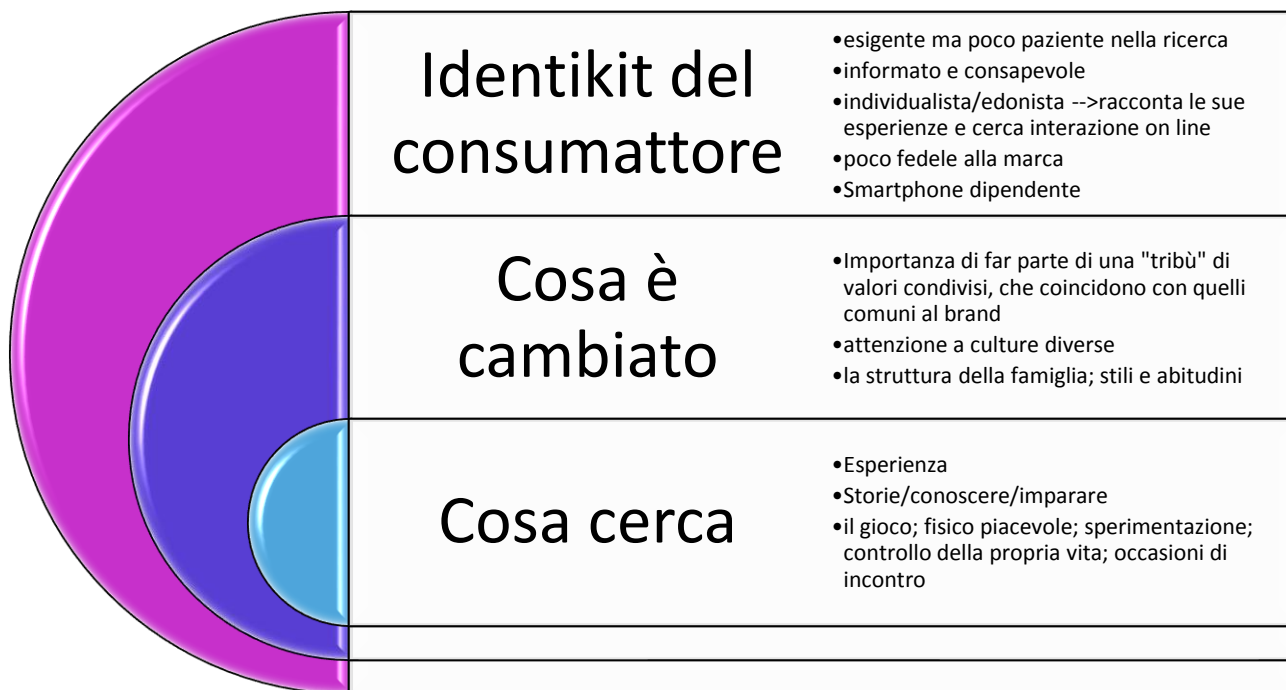 Identikit del
consumattore
•esigente ma poco paziente nella ricerca
•informato e consapevole
•individualista/edonista -->racconta le sue
esperienze e cerca interazione on line
•poco fedele alla marca
•Smartphone dipendente
Cosa è
cambiato
•Importanza di far parte di una "tribù" di
valori condivisi, che coincidono con quelli
comuni al brand
•attenzione a culture diverse
•la struttura della famiglia; stili e abitudini
Cosa cerca
•Esperienza
•Storie/conoscere/imparare
•il gioco; fisico piacevole; sperimentazione;
controllo della propria vita; occasioni di
incontro